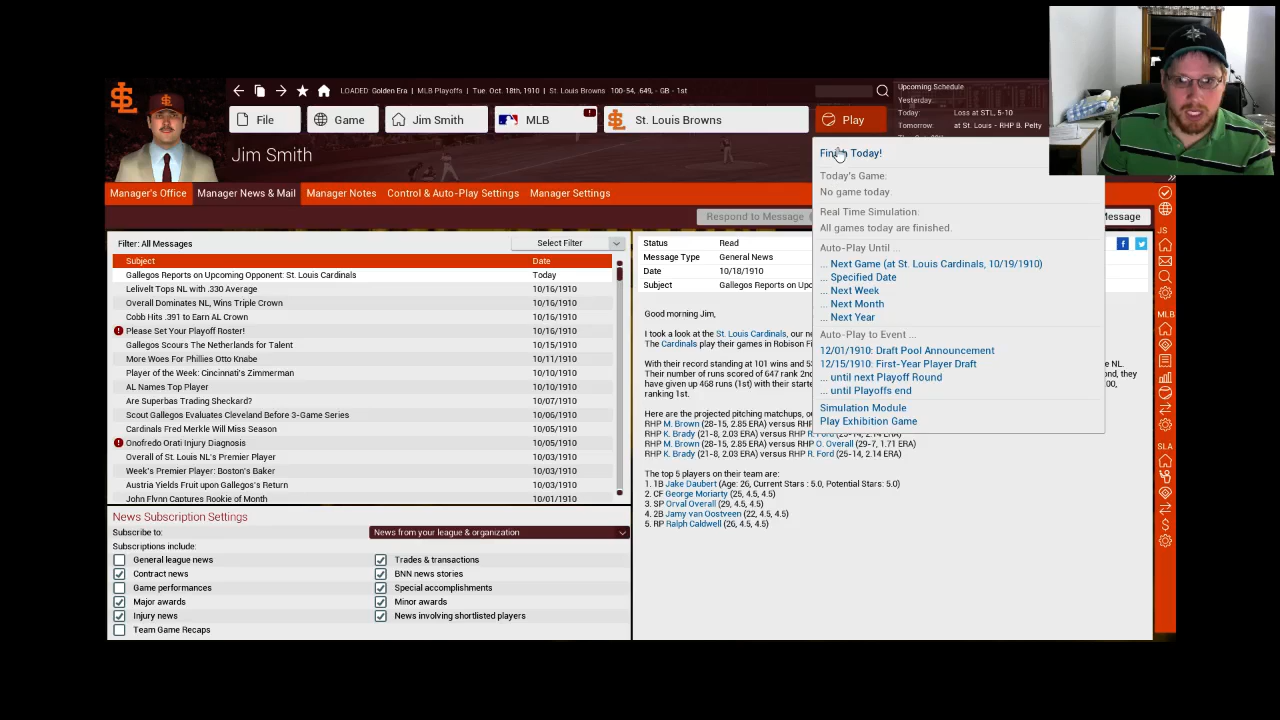 LOADED: Golden Era | MLB Playoffs | Tue. Oct. 18th, 1910 | St. Louis Browns 100-54, .649, - GB - 1st
Upcoming Schedule
Yesterday:
Today: Loss at STL, 5-10
Tomorrow: at St. Louis - RHP B. Pelty
File
Game
Jim Smith
MLB
St. Louis Browns
Play
Jim Smith
Manager's Office
Manager News & Mail
Manager Notes
Control & Auto-Play Settings
Manager Settings
Respond to Message
Message
Finish Today!
Today's Game:
No game today.
Real Time Simulation:
All games today are finished.
Auto-Play Until ...
... Next Game (at St. Louis Cardinals, 10/19/1910)
... Specified Date
... Next Week
... Next Month
... Next Year
Auto-Play to Event ...
12/01/1910: Draft Pool Announcement
12/15/1910: First-Year Player Draft
... until next Playoff Round
... until Playoffs end
Simulation Module
Play Exhibition Game
Filter: All Messages
Select Filter
Subject Date
Gallegos Reports on Upcoming Opponent: St. Louis Cardinals Today
Lelivelt Tops NL with .330 Average 10/16/1910
Overall Dominates NL, Wins Triple Crown 10/16/1910
Cobb Hits .391 to Earn AL Crown 10/16/1910
Please Set Your Playoff Roster! 10/16/1910
Gallegos Scours The Netherlands for Talent 10/15/1910
More Woes For Phillies Otto Knabe 10/11/1910
Player of the Week: Cincinnati's Zimmerman 10/10/1910
AL Names Top Player 10/10/1910
Are Superbas Trading Sheckard? 10/07/1910
Scout Gallegos Evaluates Cleveland Before 3-Game Series 10/06/1910
Cardinals Fred Merkle Will Miss Season 10/05/1910
Onofredo Orati Injury Diagnosis 10/05/1910
Overall of St. Louis NL's Premier Player 10/03/1910
Week's Premier Player: Boston's Baker 10/03/1910
Austria Yields Fruit upon Gallegos's Return 10/03/1910
John Flynn Captures Rookie of Month 10/01/1910
Status Read
Message Type General News
Date 10/18/1910
Subject Gallegos Reports on Upc
Good morning Jim,
I took a look at the St. Louis Cardinals, our ne
The Cardinals play their games in Robison Fi
With their record standing at 101 wins and 53 NL.
Their number of runs scored of 647 rank 2nd , they
have given up 468 runs (1st) with their starte 00,
ranking 1st.
Here are the projected pitching matchups, ou
RHP M. Brown (28-15, 2.85 ERA) versus RHP
RHP K. Brady (21-8, 2.03 ERA) versus RHP R. Ford (25-14, 2.14 ERA)
RHP M. Brown (28-15, 2.85 ERA) versus RHP O. Overall (29-7, 1.71 ERA)
RHP K. Brady (21-8, 2.03 ERA) versus RHP R. Ford (25-14, 2.14 ERA)
The top 5 players on their team are:
1. 1B Jake Daubert (Age: 26, Current Stars : 5.0, Potential Stars: 5.0)
2. CF George Moriarty (25, 4.5, 4.5)
3. SP Orval Overall (29, 4.5, 4.5)
4. 2B Jamy van Oostveen (22, 4.5, 4.5)
5. RP Ralph Caldwell (26, 4.5, 4.5)
News Subscription Settings
Subscribe to: News from your league & organization
Subscriptions include:
General league news Trades & transactions
Contract news BNN news stories
Game performances Special accomplishments
Major awards Minor awards
Injury news News involving shortlisted players
Team Game Recaps
JS
MLB
SLA